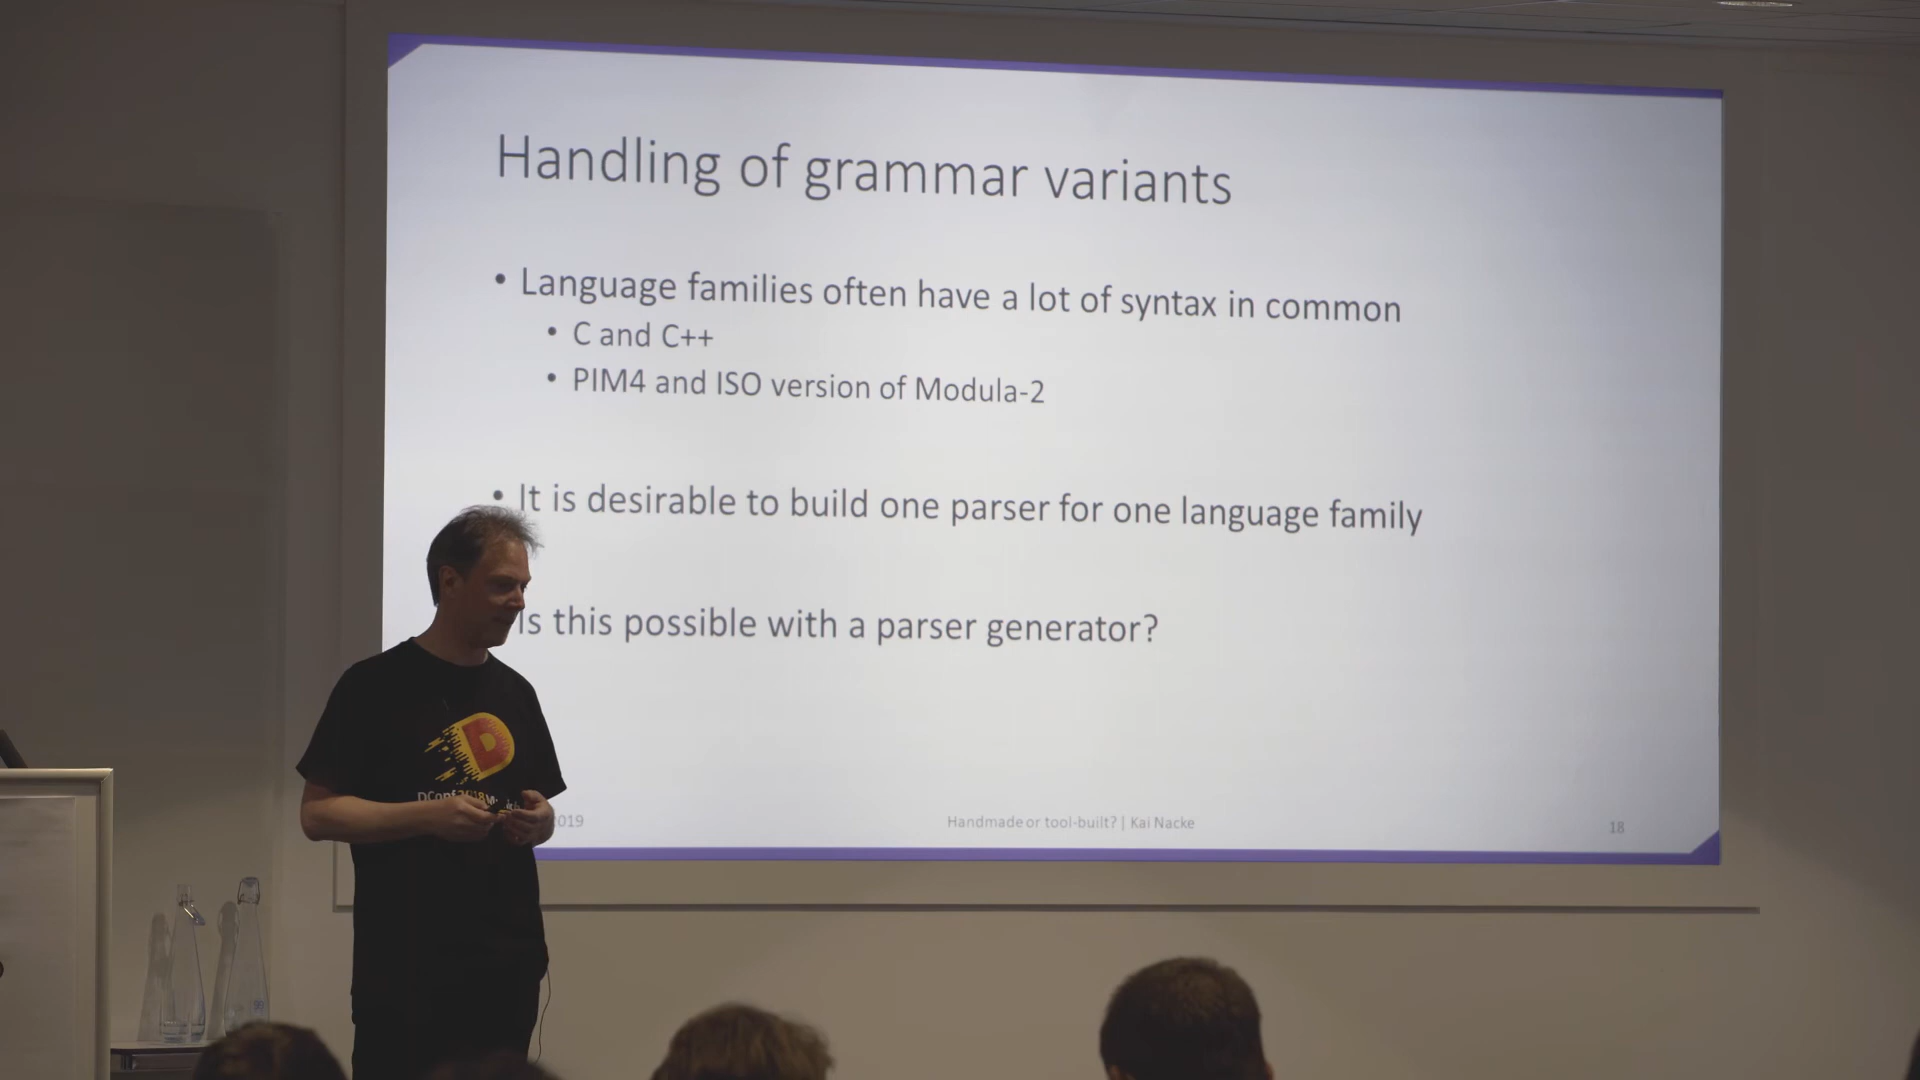 Handling of grammar variants
• Language families often have a lot of syntax in common
• C and C++
• PIM4 and ISO version of Modula-2
• It is desirable to build one parser for one language family
Is this possible with a parser generator?
D
2019
Handmade or tool-built? | Kai Nacke
18